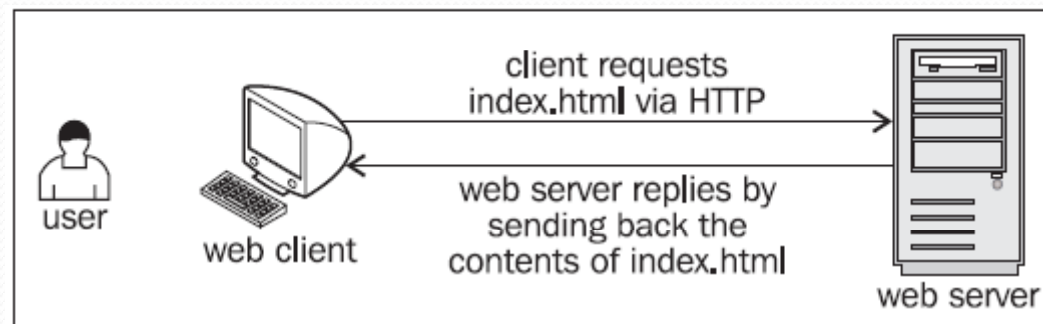 client requests
index.html via HTTP
user
web client
web server replies by
sending back the
contents of index.html
web server